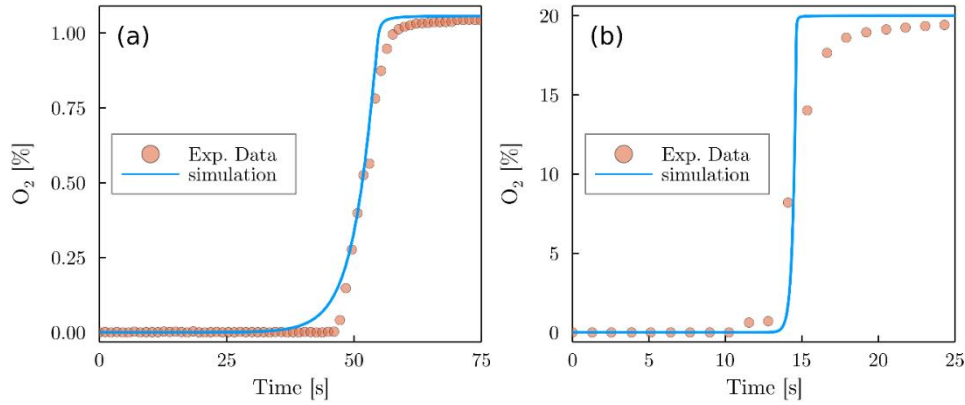 (a)
1.00
0.75
0.50
0.25
0.00
O₂ [%]
Exp. Data
simulation
0 25 50 75
Time [s]
(b)
20
15
10
5
0
O₂ [%]
Exp. Data
simulation
0 5 10 15 20 25
Time [s]